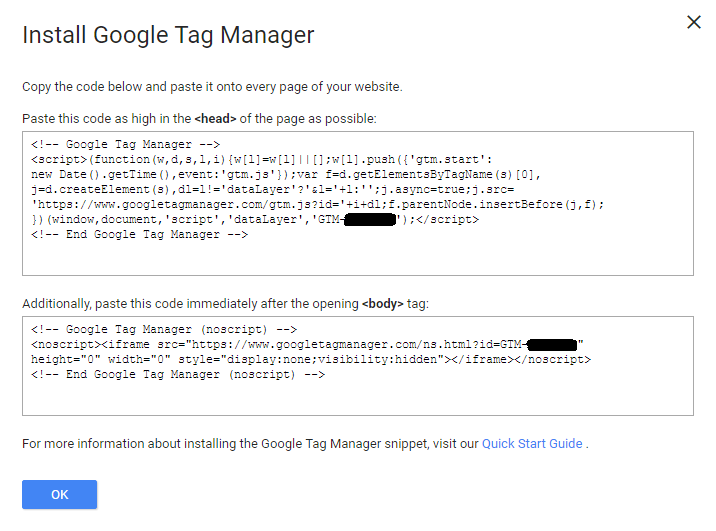 Install Google Tag Manager
Copy the code below and paste it onto every page of your website.
Paste this code as high in the <head> of the page as possible:
<!-- Google Tag Manager -->
<script>(function(w,d,s,l,i){w[l]=w[l]||[];w[l].push({'gtm.start':
new Date().getTime(),event:'gtm.js'});var f=d.getElementsByTagName(s)[0],
j=d.createElement(s),dl=l!='dataLayer'?'&l='+l:'';j.async=true;j.src=
'https://www.googletagmanager.com/gtm.js?id='+i+dl;f.parentNode.insertBefore(j,f);
})(window,document,'script','dataLayer','GTM-');</script>
<!-- End Google Tag Manager -->
Additionally, paste this code immediately after the opening <body> tag:
<!-- Google Tag Manager (noscript) -->
<noscript><iframe src="https://www.googletagmanager.com/ns.html?id=GTM-"
height="0" width="0" style="display:none;visibility:hidden"></iframe></noscript>
<!-- End Google Tag Manager (noscript) -->
For more information about installing the Google Tag Manager snippet, visit our Quick Start Guide .
OK